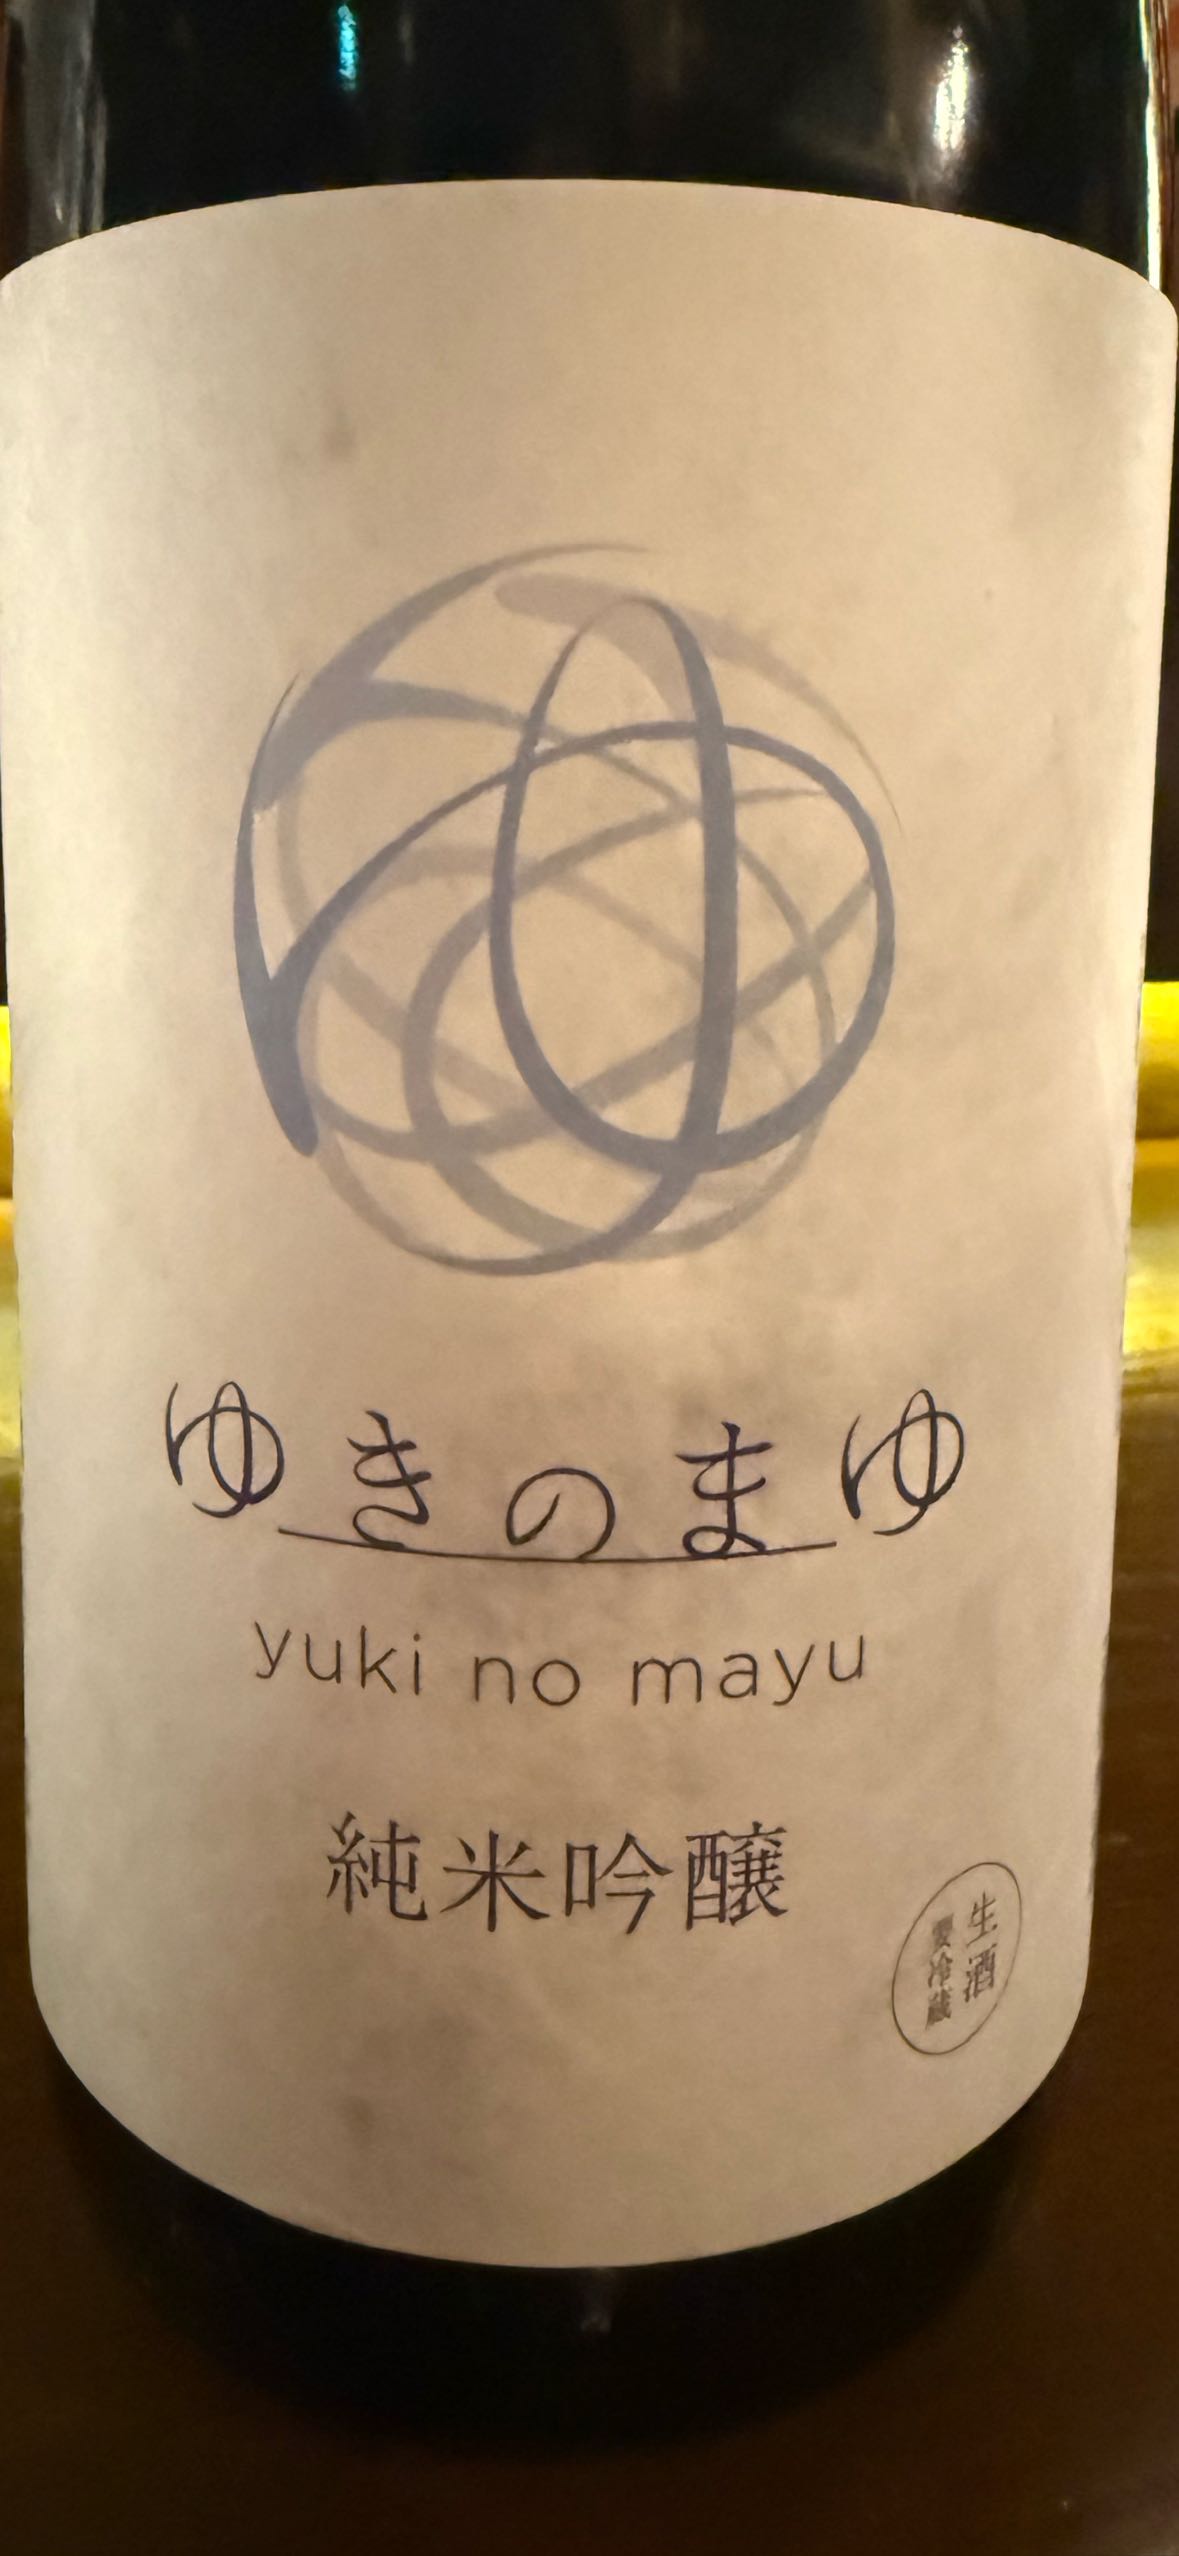 ゆきのまゆ
yuki no mayu
純米吟醸
生酒
要冷蔵